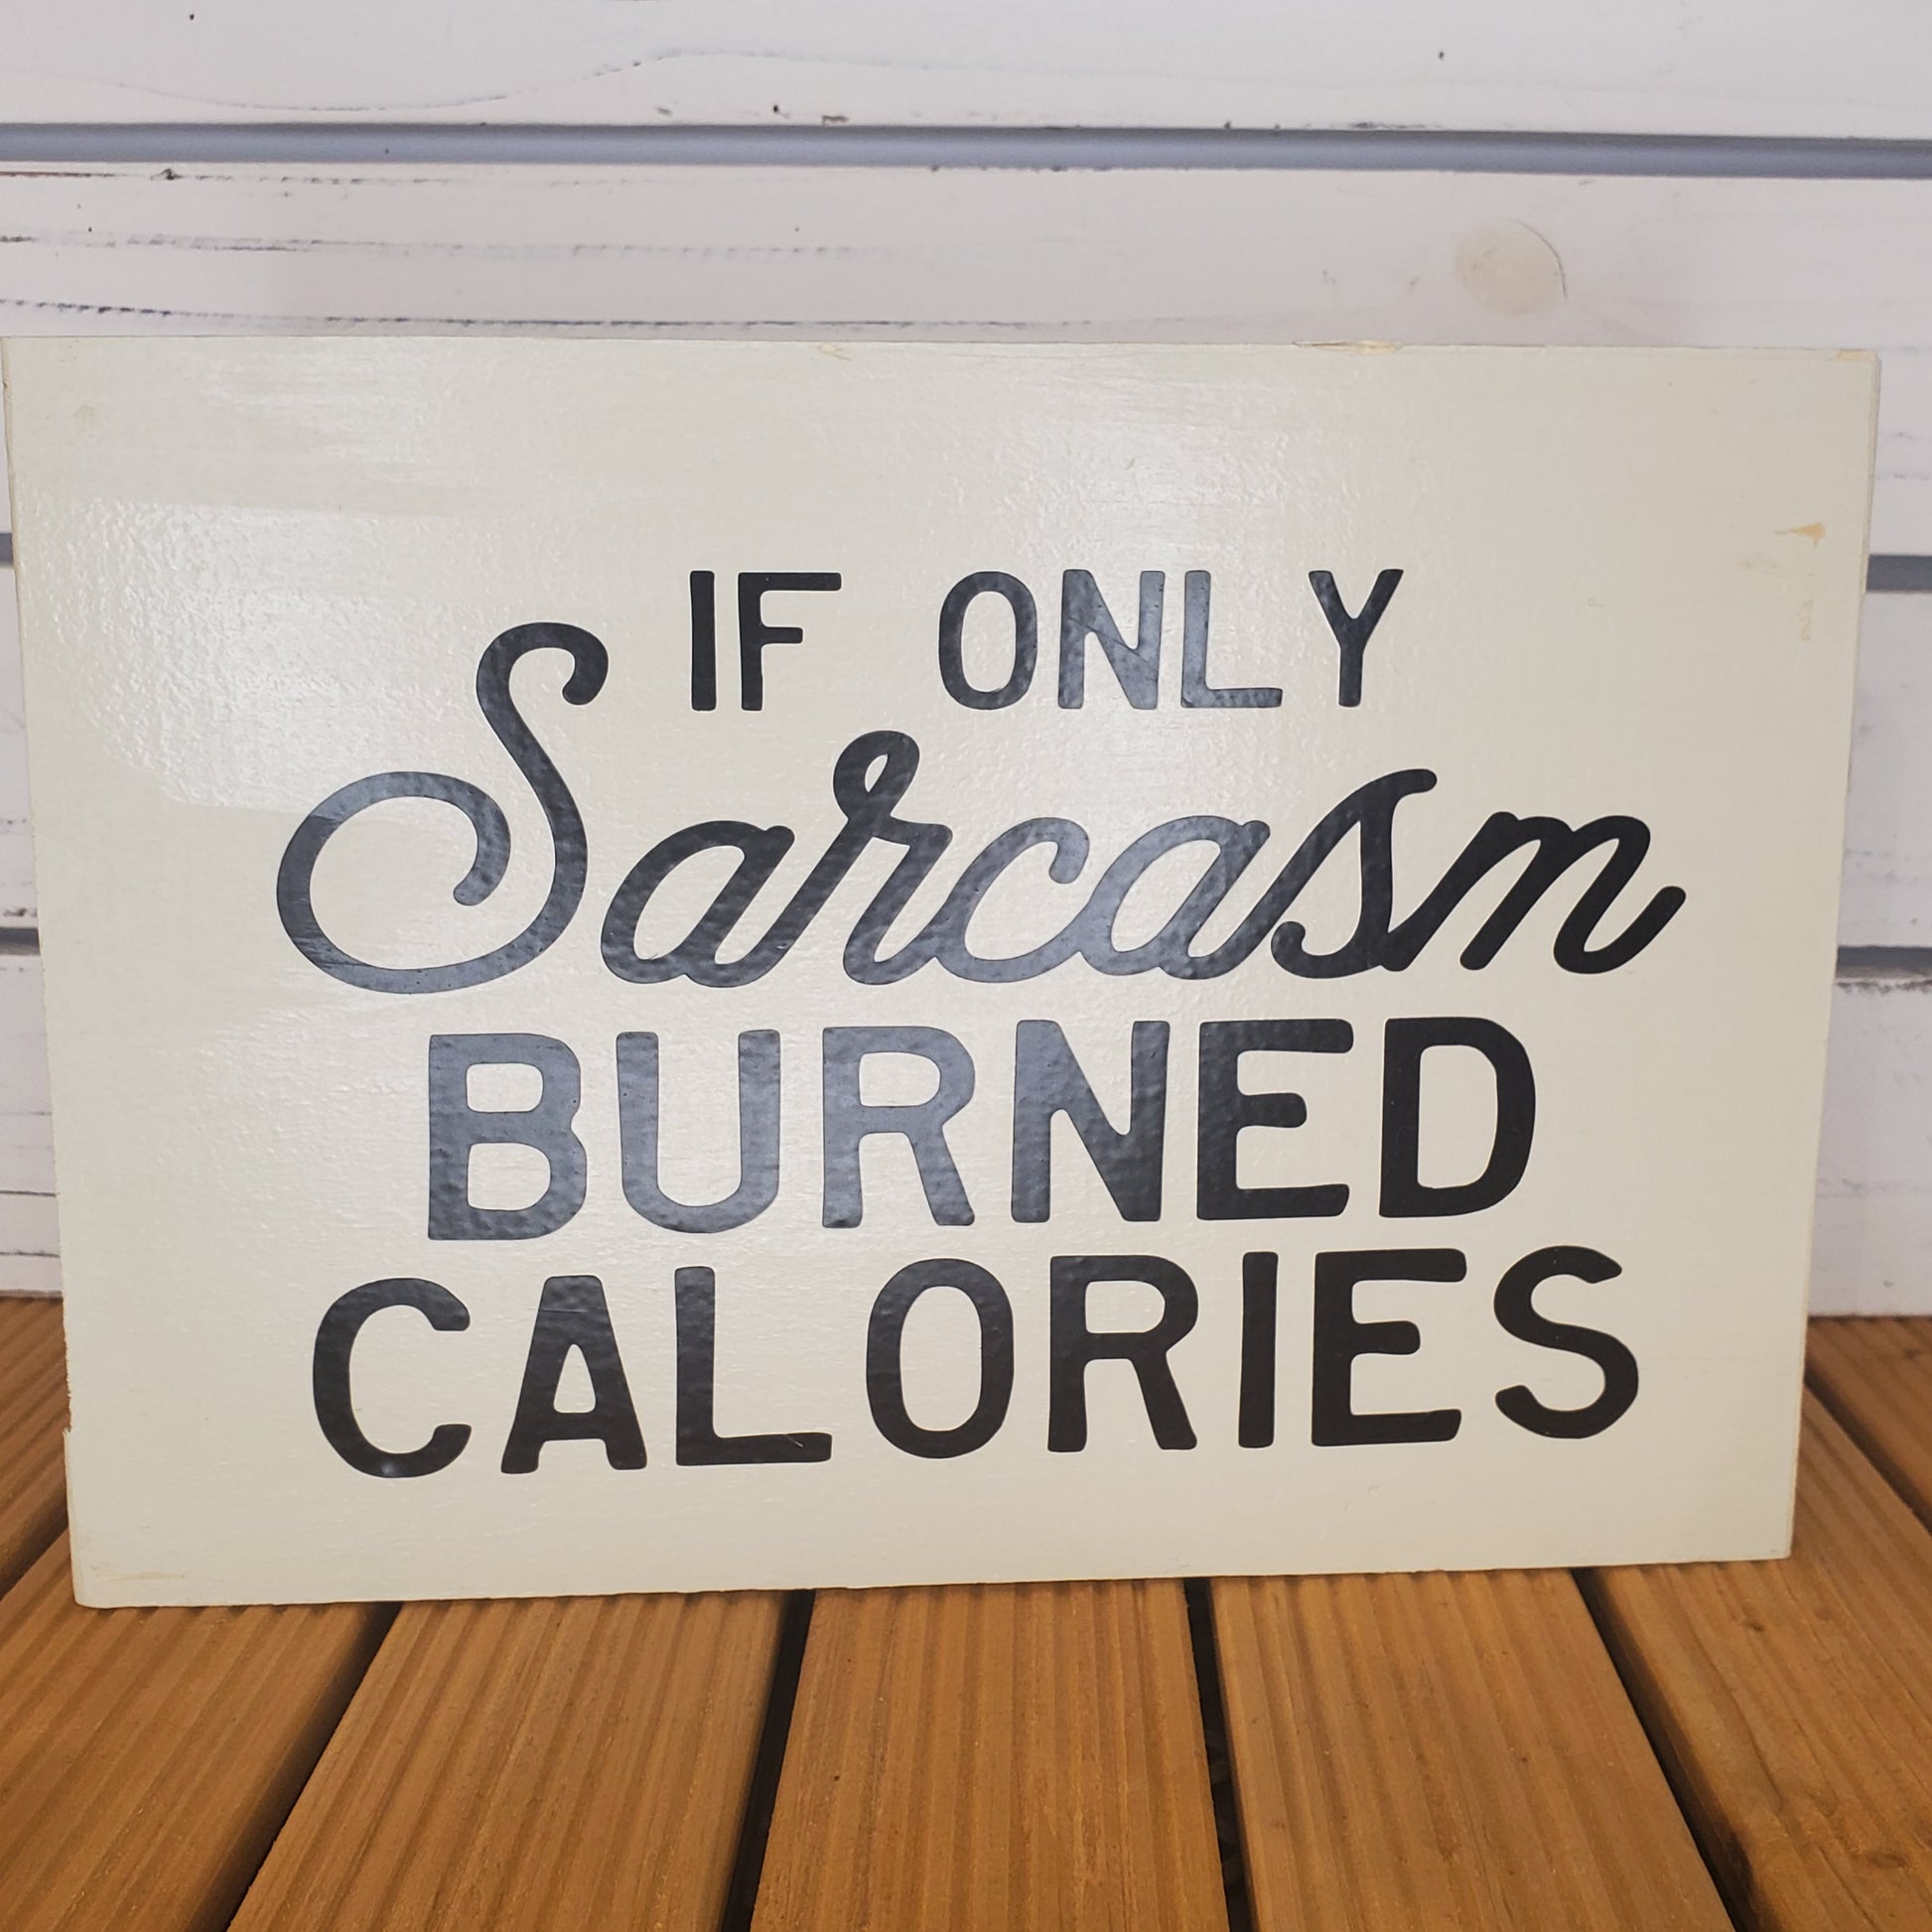 IF ONLY
Sarcasm
BURNED
CALORIES